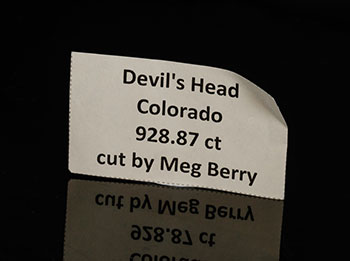 Devil's Head
Colorado
928.87 ct
cut by Meg Berry